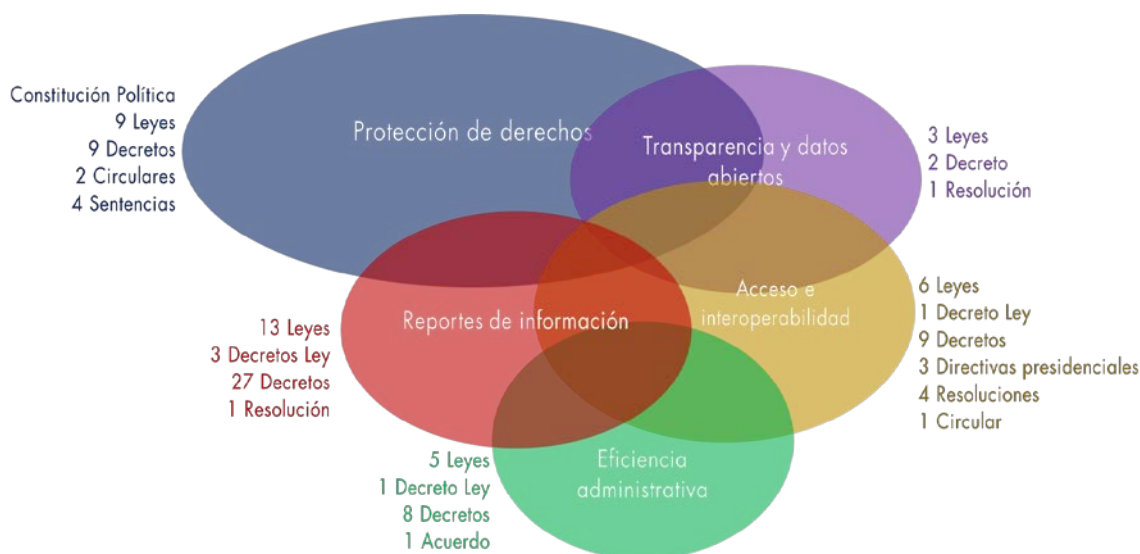 Constitución Política
9 Leyes
9 Decretos
2 Circulares
4 Sentencias
Protección de derechos
Transparencia y datos
abiertos
3 Leyes
2 Decreto
1 Resolución
Reportes de información
13 Leyes
3 Decretos Ley
27 Decretos
1 Resolución
Acceso e
interoperabilidad
6 Leyes
1 Decreto Ley
9 Decretos
3 Directivas presidenciales
4 Resoluciones
1 Circular
Eficiencia
administrativa
5 Leyes
1 Decreto Ley
8 Decretos
1 Acuerdo